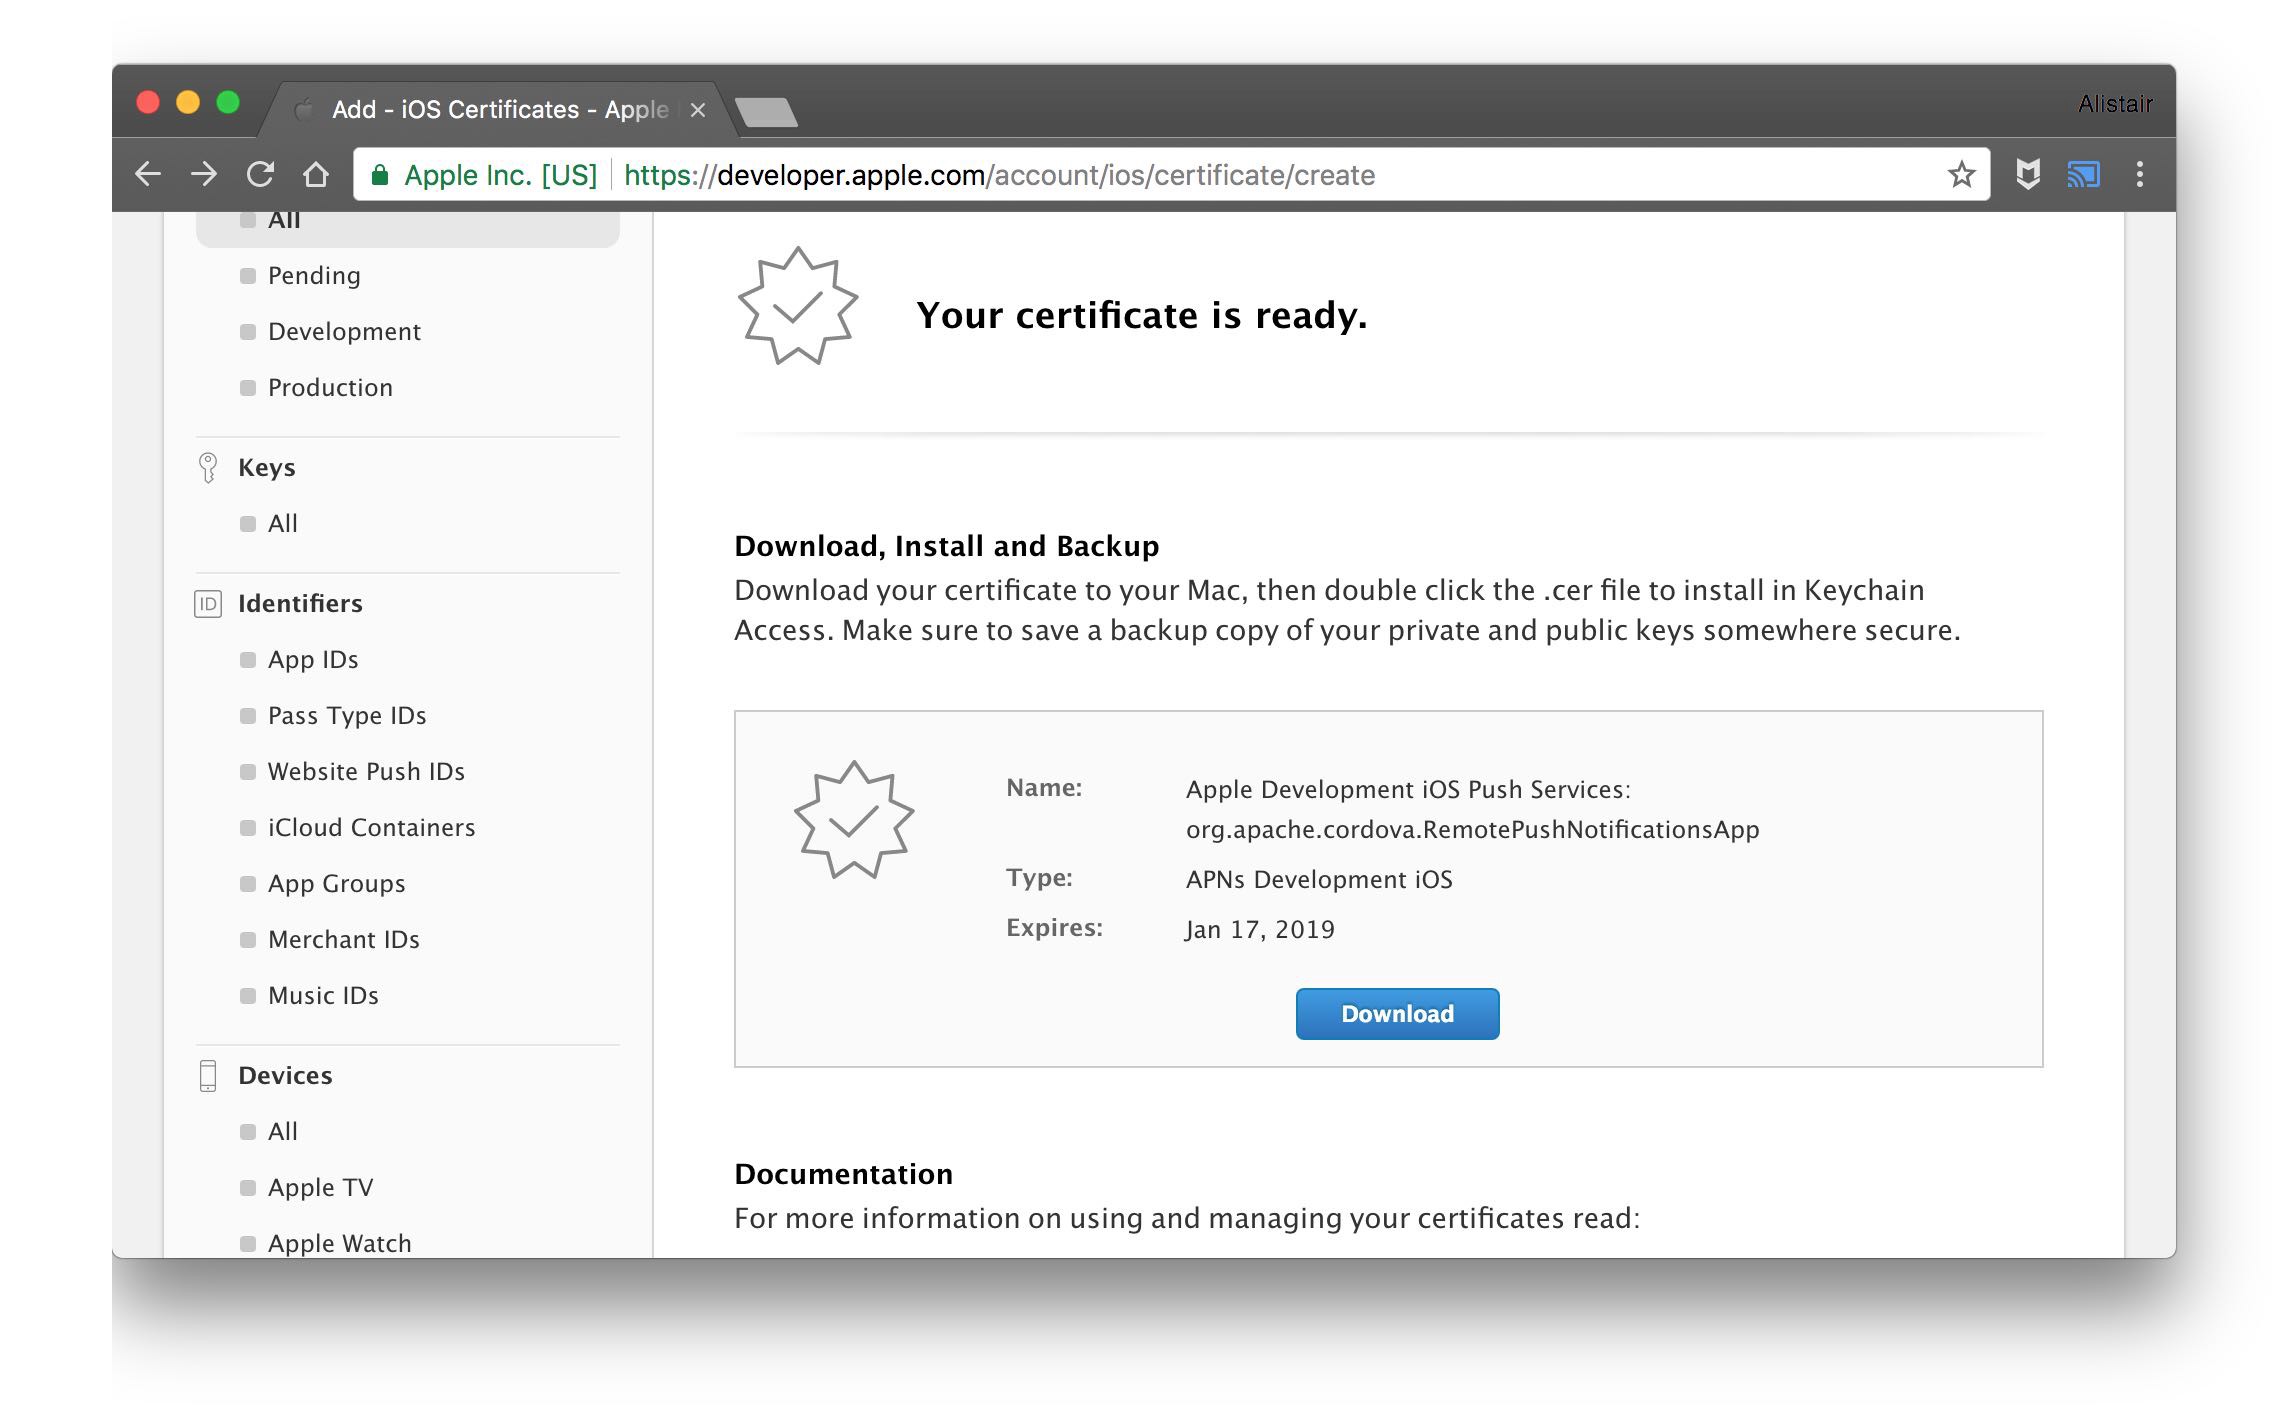 Add - iOS Certificates - Apple
Alistair
Apple Inc. [US] https://developer.apple.com/account/ios/certificate/create
All
Pending
Development
Production
Keys
All
ID Identifiers
App IDs
Pass Type IDs
Website Push IDs
iCloud Containers
App Groups
Merchant IDs
Music IDs
Devices
All
Apple TV
Apple Watch
Your certificate is ready.
Download, Install and Backup
Download your certificate to your Mac, then double click the .cer file to install in Keychain
Access. Make sure to save a backup copy of your private and public keys somewhere secure.
Name: Apple Development iOS Push Services:
org.apache.cordova.RemotePushNotificationsApp
Type: APNs Development iOS
Expires: Jan 17, 2019
Download
Documentation
For more information on using and managing your certificates read: